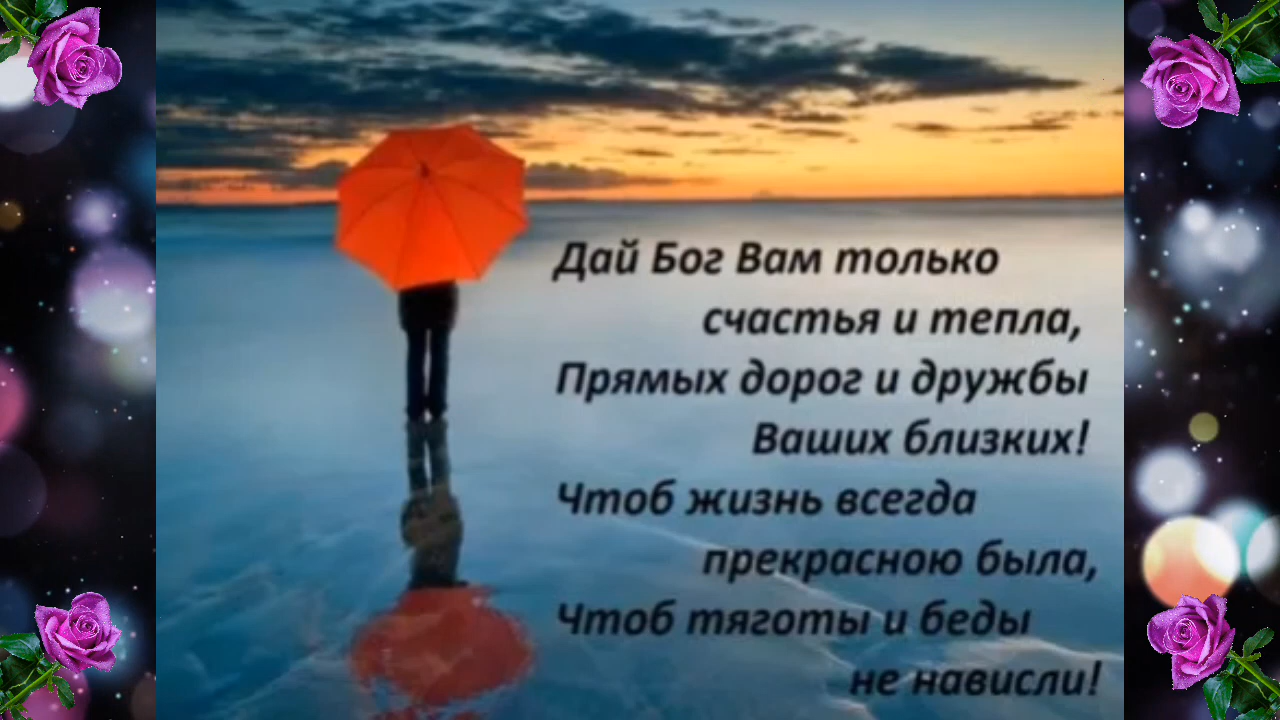 Дай Бог Вам только
счастья и тепла,
Прямых дорог и дружбы
Ваших близких!
Чтоб жизнь всегда
прекрасною была,
Чтоб тяготы и беды
не нависли!